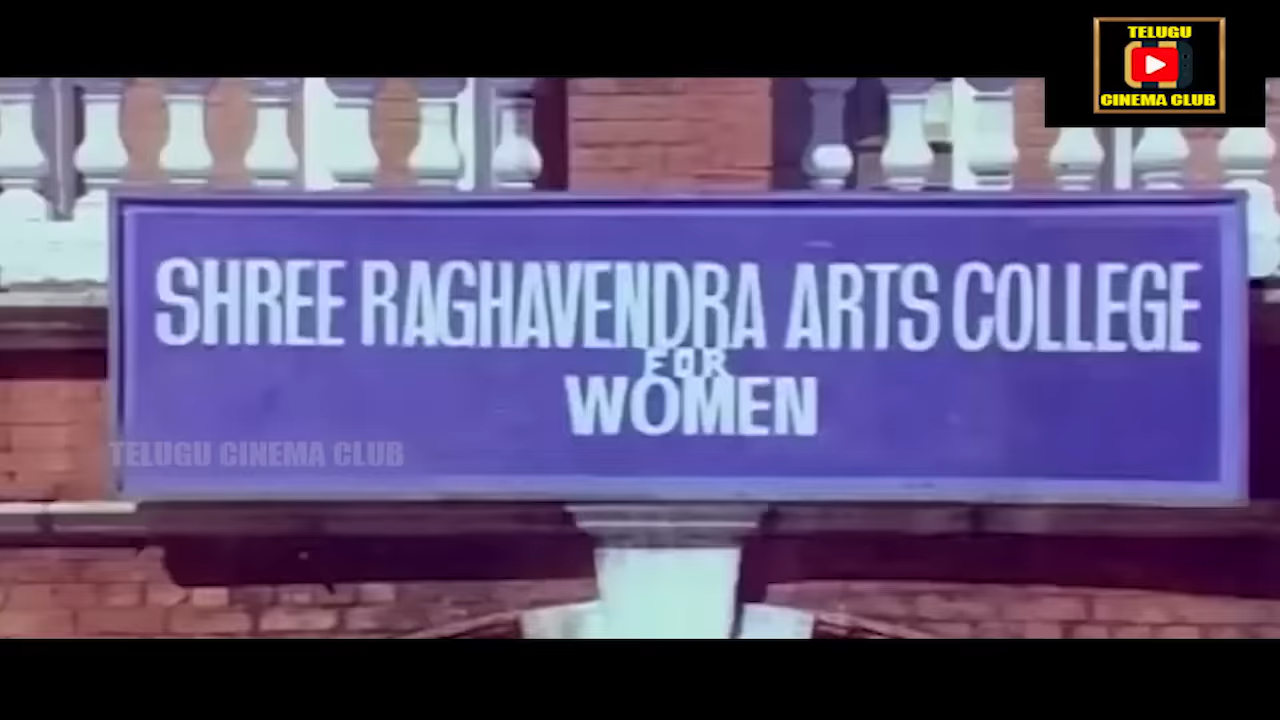 TELUGU
CINEMA CLUB
SHREE RAGHAVENDRA ARTS COLLEGE
FOR
WOMEN
TELUGU CINEMA CLUB